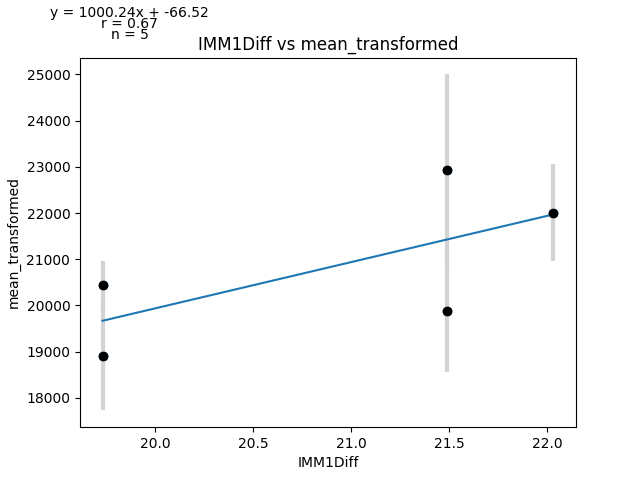 y = 1000.24x + -66.52
r = 0.67
n = 5
IMM1Diff vs mean_transformed
25000
24000
23000
22000
21000
20000
19000
18000
mean_transformed
20.0 20.5 21.0 21.5 22.0
IMM1Diff